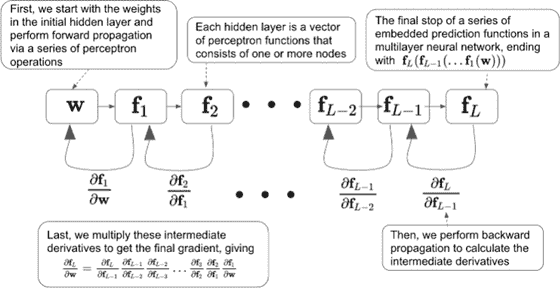 First, we start with the weights
in the initial hidden layer and
perform forward propagation
via a series of perceptron
operations
Each hidden layer is a vector
of perceptron functions that
consists of one or more nodes
The final stop of a series of
embedded prediction functions in a
multilayer neural network, ending
with f_L(f_{L-1}(...f_1(w)))
w f_1 f_2 • • • f_{L-2} f_{L-1} f_L
∂f_1/∂w ∂f_2/∂f_1 • • • ∂f_{L-1}/∂f_{L-2} ∂f_L/∂f_{L-1}
Last, we multiply these intermediate
derivatives to get the final gradient, giving
∂f_L/∂w = ∂f_L/∂f_{L-1} ∂f_{L-1}/∂f_{L-2} ∂f_{L-2}/∂f_{L-3} ... ∂f_3/∂f_2 ∂f_2/∂f_1 ∂f_1/∂w
Then, we perform backward
propagation to calculate the
intermediate derivatives